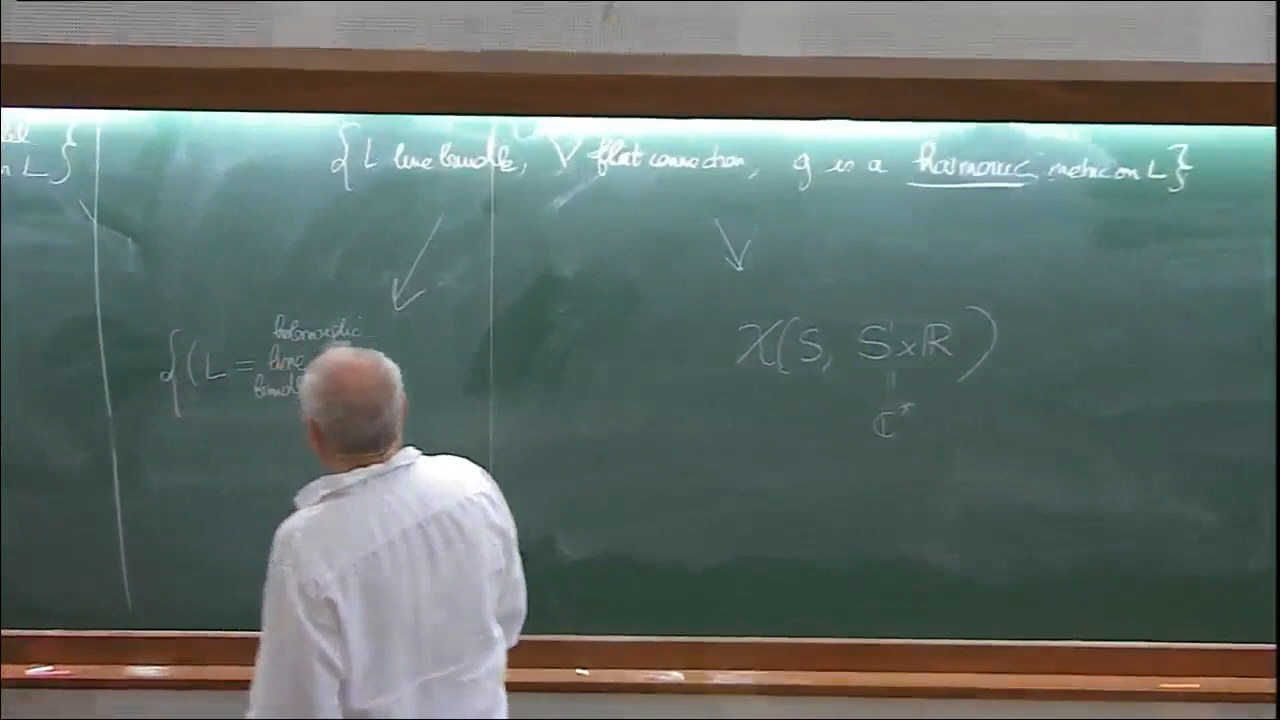 n L}
{L line bundle, ∇ flat connection, g is a harmonic metric on L}
χ(S, S¹×ℝ)
‖
ℂ*
holomorphic
{(L = line
bundle